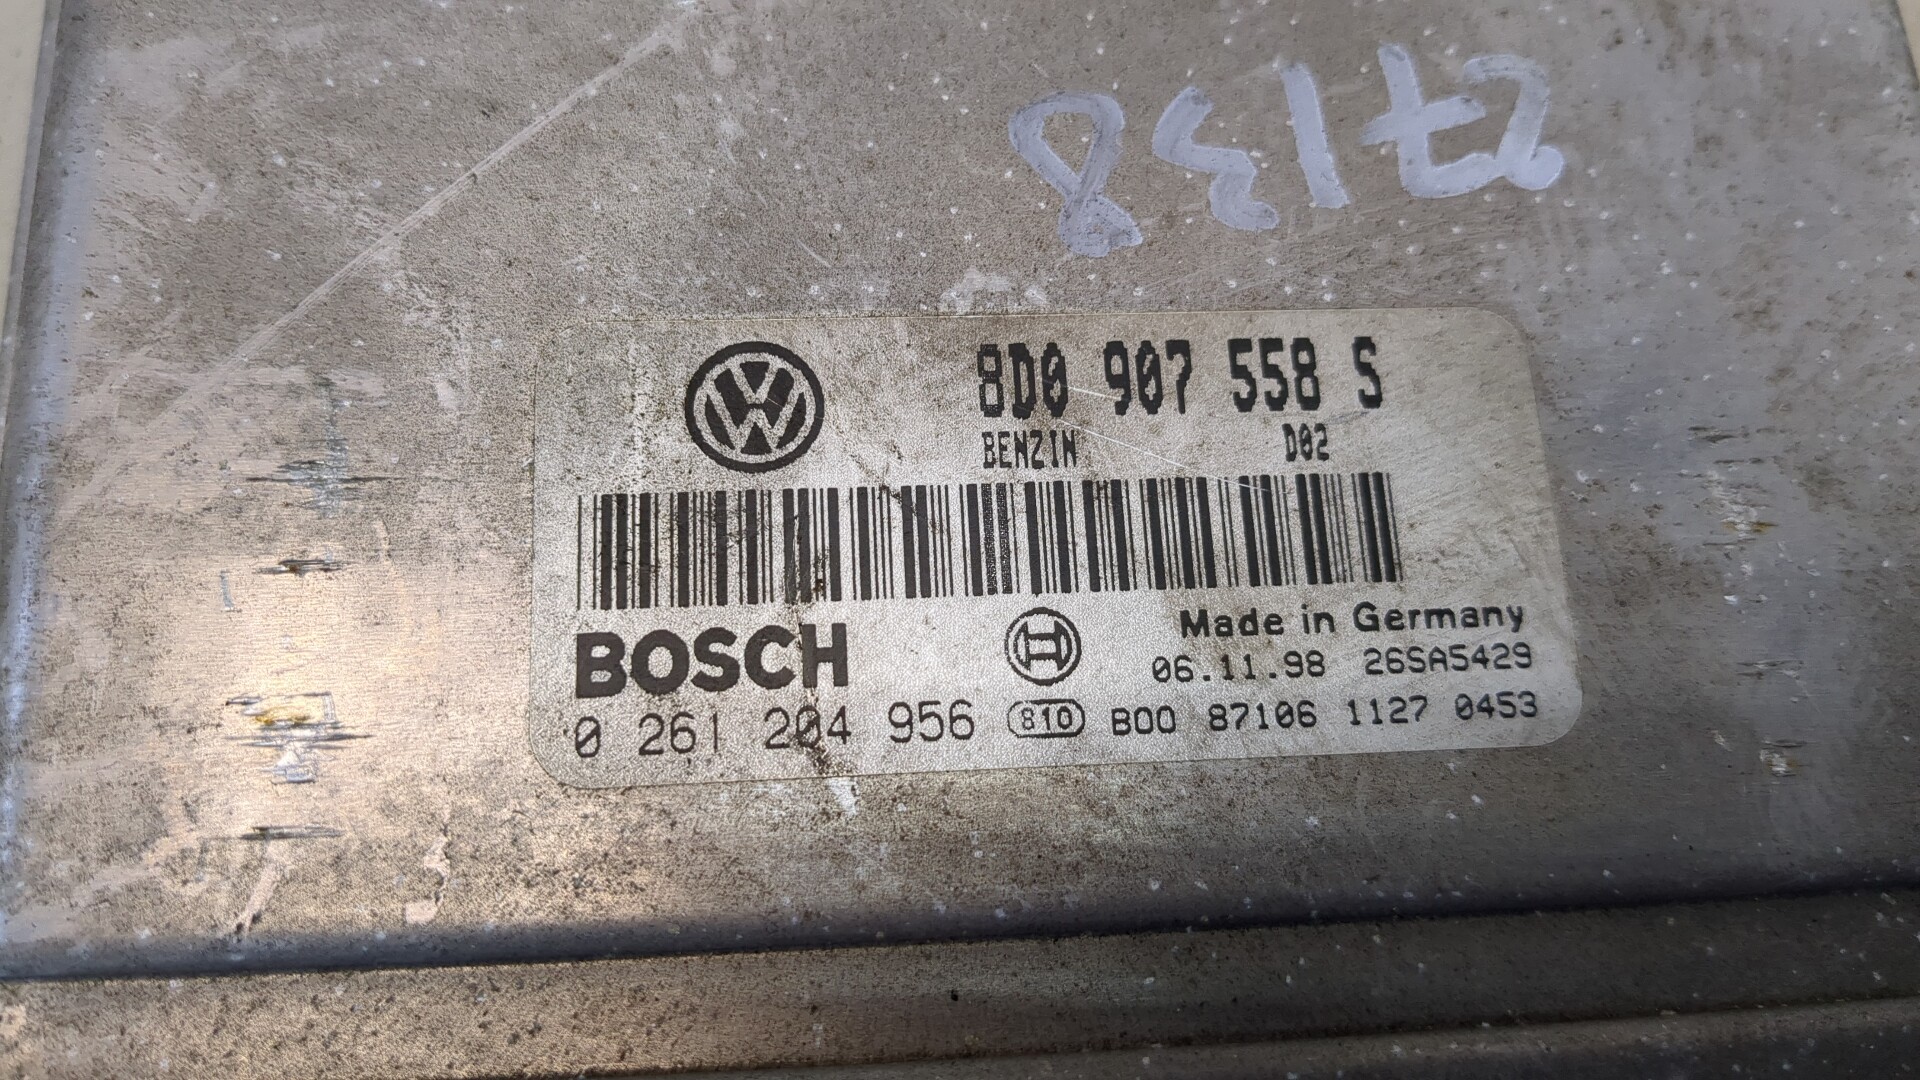 27138
8D0 907 558 S
BENZIN D02
BOSCH
Made in Germany
06.11.98 26SA5429
0 261 204 956 810 B00 87106 1127 0453